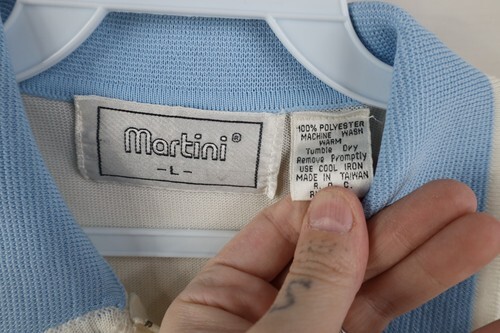 Martini®
-L-
100% POLYESTER
MACHINE WASH
WARM
Tumble Dry
Remove Promptly
USE COOL IRON
MADE IN TAIWAN
R.O.C.